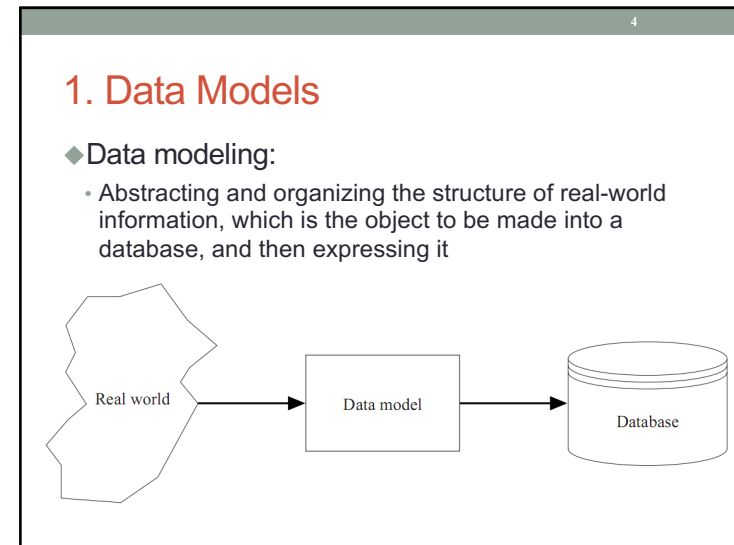 4
1. Data Models
◆Data modeling:
• Abstracting and organizing the structure of real-world
information, which is the object to be made into a
database, and then expressing it
Real world
Data model
Database